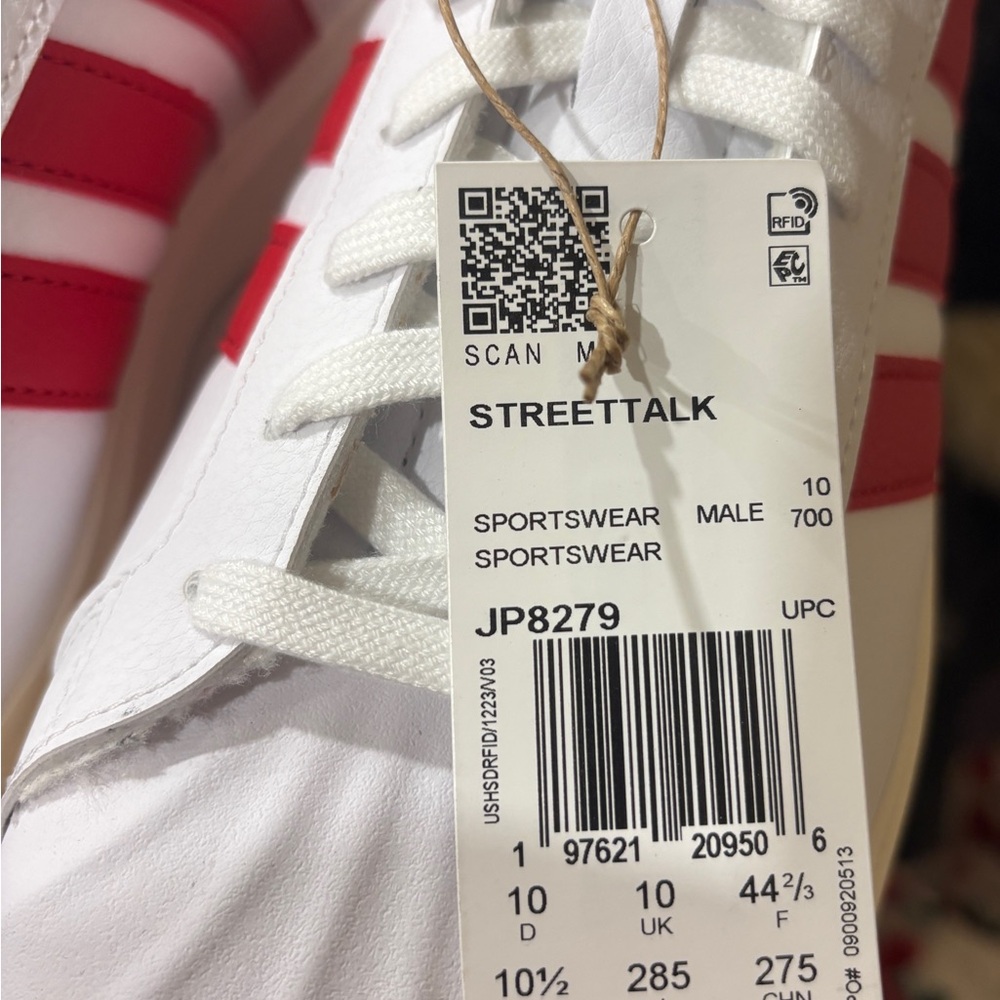 RFID
EPC™
SCAN
STREETTALK
10
SPORTSWEAR MALE 700
SPORTSWEAR
JP8279 UPC
USHSDRFID/1223/V03
1 97621 20950 6
10 10 44 2/3
D UK F
10½ 285 275
CHN
PO# 0900920513